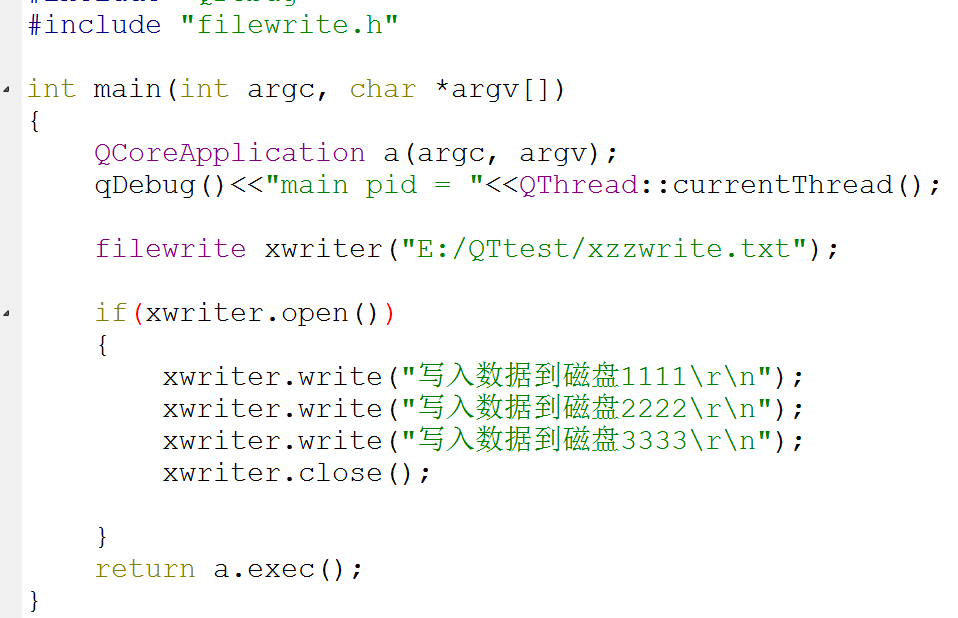 #include "filewrite.h"
int main(int argc, char *argv[])
{
QCoreApplication a(argc, argv);
qDebug()<<"main pid = "<<QThread::currentThread();
filewrite xwriter("E:/QTtest/xzzwrite.txt");
if(xwriter.open())
{
xwriter.write("写入数据到磁盘1111\r\n");
xwriter.write("写入数据到磁盘2222\r\n");
xwriter.write("写入数据到磁盘3333\r\n");
xwriter.close();
}
return a.exec();
}